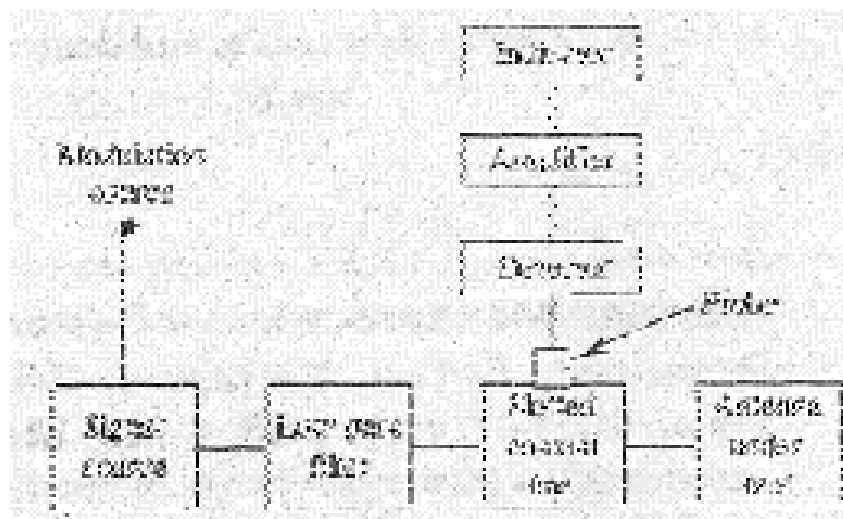 Indicator
Amplifier
Detector
Modulation
source
Probe
Signal
source
Low pass
filter
Slotted
coaxial
line
Antenna
under
test